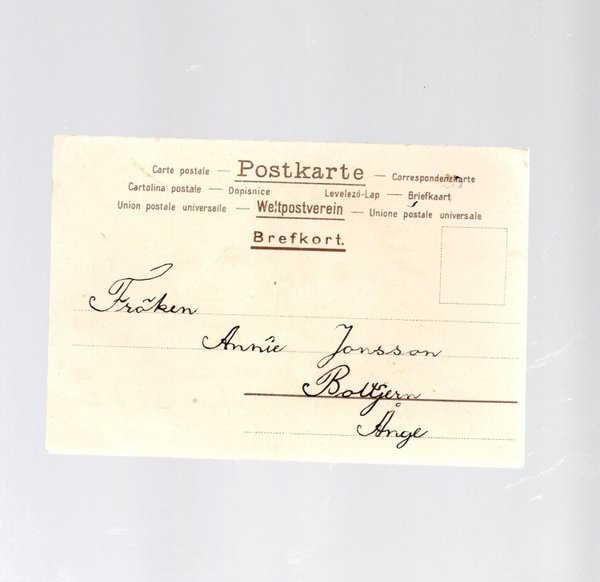 Carte postale — Postkarte — Correspondenzkarte
Cartolina postale — Dopisnice Levelező-Lap — Briefkaart
Union postale universelle — Weltpostverein — Unione postale universale
Brefkort.
Fröken
Annie Jonsson
Boltjern
Ånge